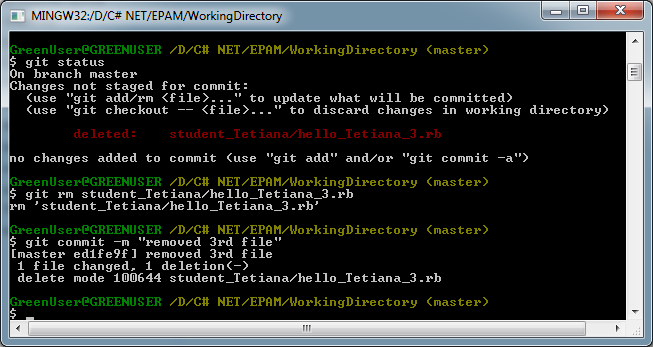 MINGW32:/D/C# NET/EPAM/WorkingDirectory
GreenUser@GREENUSER /D/C# NET/EPAM/WorkingDirectory (master)
$ git status
On branch master
Changes not staged for commit:
  (use "git add/rm <file>..." to update what will be committed)
  (use "git checkout -- <file>..." to discard changes in working directory)
        deleted:    student_Tetiana/hello_Tetiana_3.rb
no changes added to commit (use "git add" and/or "git commit -a")
GreenUser@GREENUSER /D/C# NET/EPAM/WorkingDirectory (master)
$ git rm student_Tetiana/hello_Tetiana_3.rb
rm 'student_Tetiana/hello_Tetiana_3.rb'
GreenUser@GREENUSER /D/C# NET/EPAM/WorkingDirectory (master)
$ git commit -m "removed 3rd file"
[master ed1fe9f] removed 3rd file
 1 file changed, 1 deletion(-)
 delete mode 100644 student_Tetiana/hello_Tetiana_3.rb
GreenUser@GREENUSER /D/C# NET/EPAM/WorkingDirectory (master)
$ _